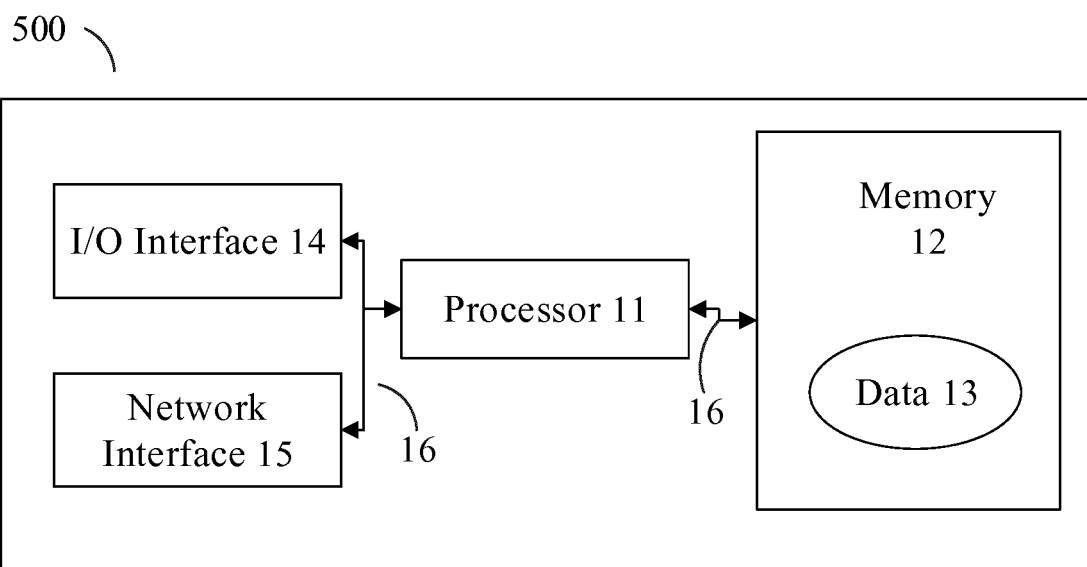 500
Memory
12
I/O Interface 14
Processor 11
Data 13
16
Network
Interface 15
16